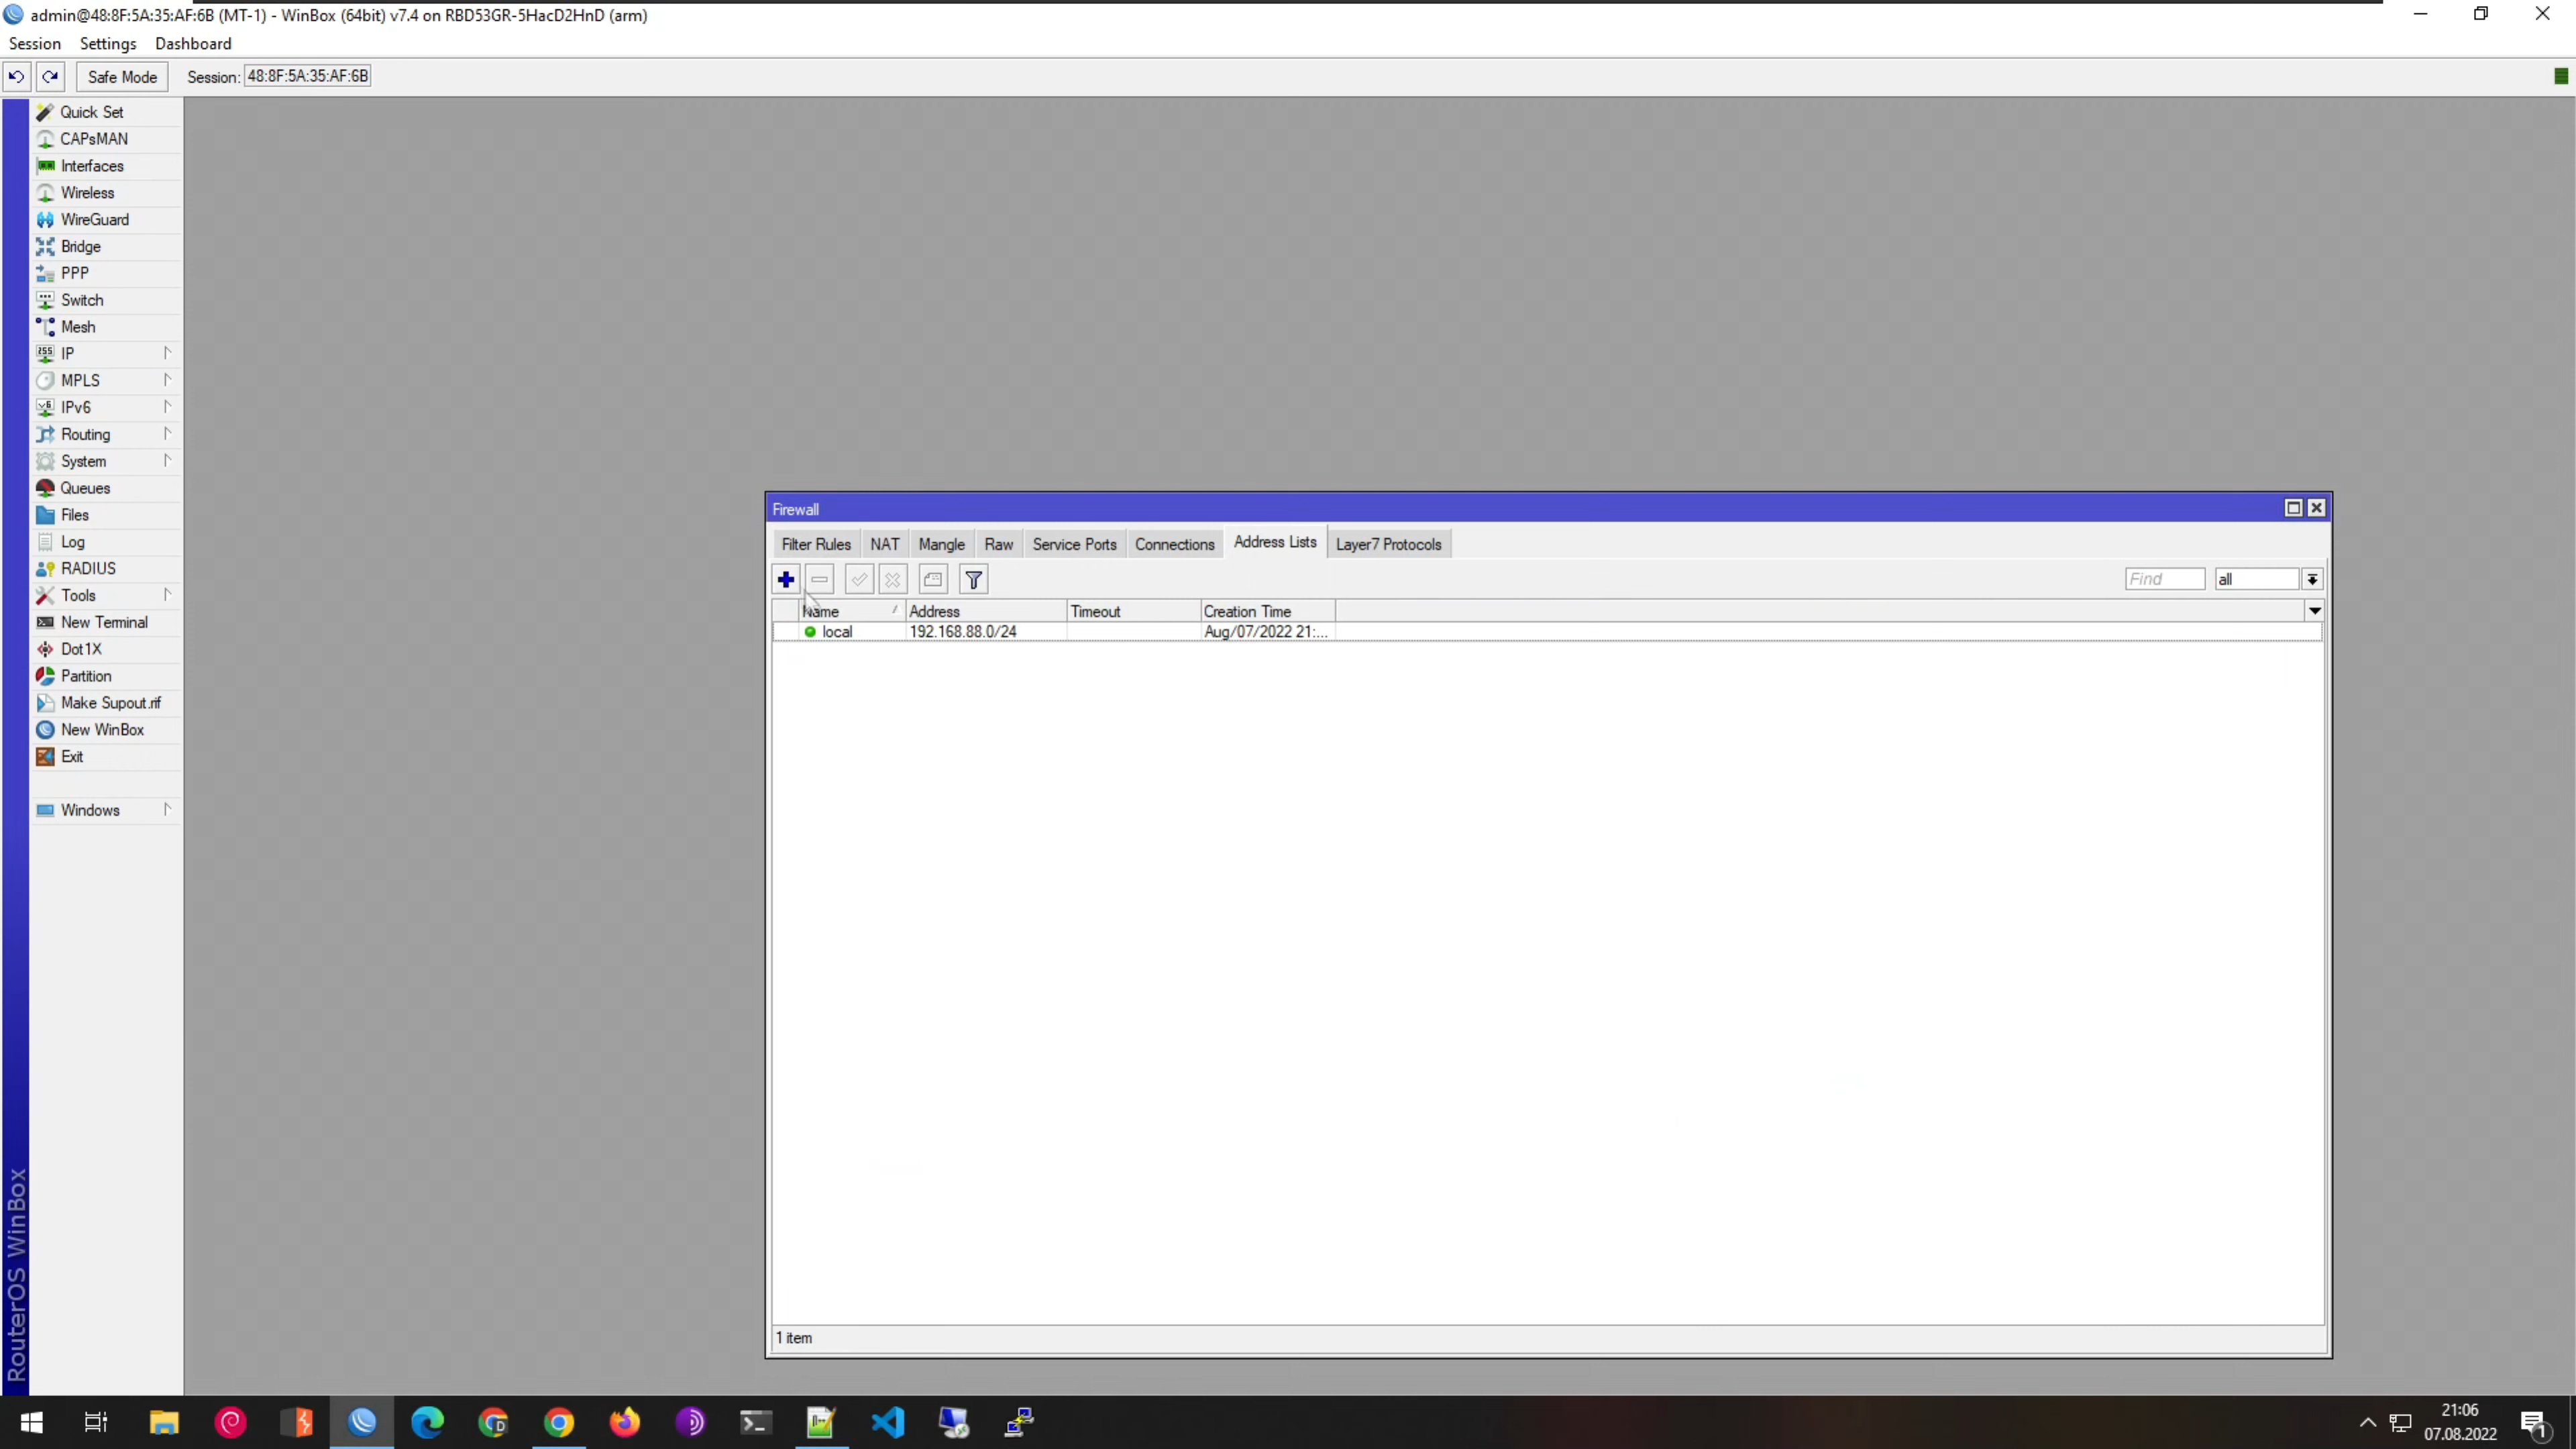 admin@48:8F:5A:35:AF:6B (MT-1) - WinBox (64bit) v7.4 on RBD53GR-5HacD2HnD (arm)
Session Settings Dashboard
Safe Mode Session: 48:8F:5A:35:AF:6B
Quick Set
CAPsMAN
Interfaces
Wireless
WireGuard
Bridge
PPP
Switch
Mesh
IP
MPLS
IPv6
Routing
System
Queues
Files
Log
RADIUS
Tools
New Terminal
Dot1X
Partition
Make Supout.rif
New WinBox
Exit
Windows
RouterOS WinBox
Firewall
Filter Rules NAT Mangle Raw Service Ports Connections Address Lists Layer7 Protocols
Find all
Name Address Timeout Creation Time
local 192.168.88.0/24 Aug/07/2022 21:...
1 item
21:06
07.08.2022
1